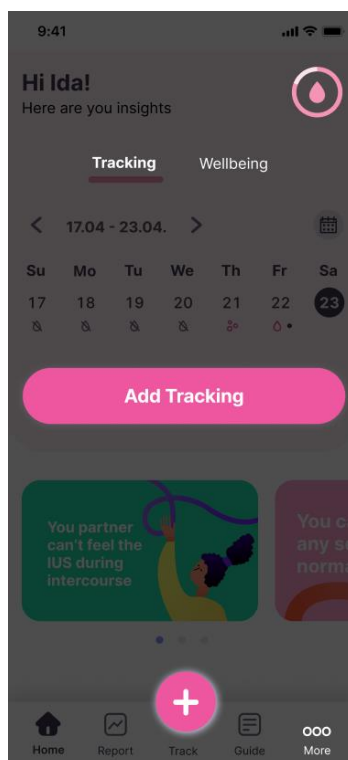 9:41
Hi Ida!
Here are you insights
Tracking Wellbeing
17.04 - 23.04.
Su Mo Tu We Th Fr Sa
17 18 19 20 21 22 23
Add Tracking
You partner
can't feel the
IUS during
intercourse
You c
any s
norma
Home Report Track Guide More